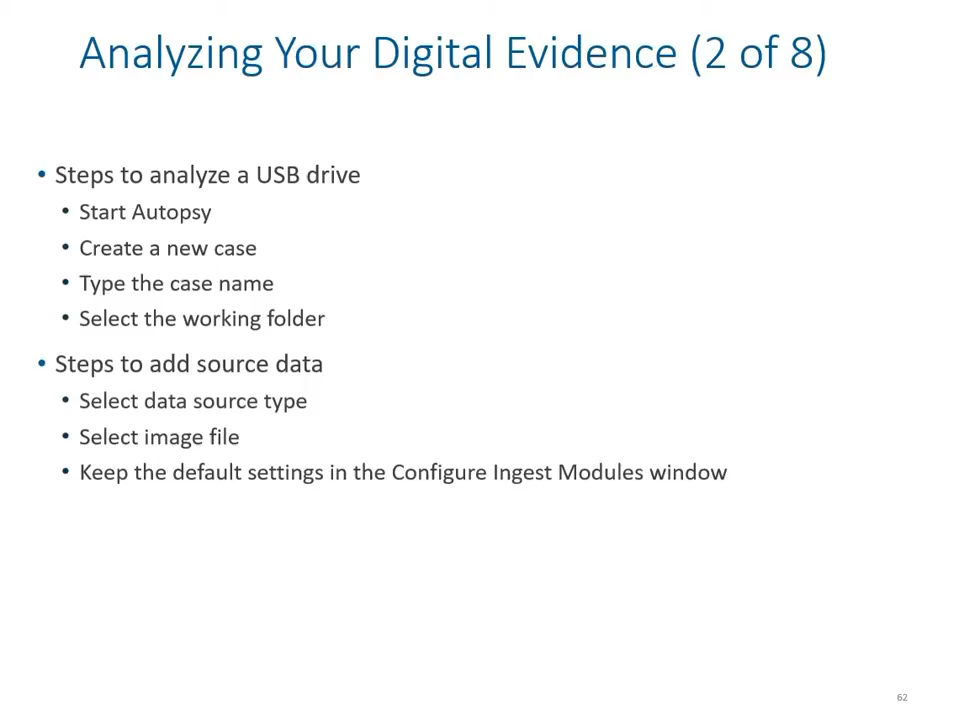 Analyzing Your Digital Evidence (2 of 8)
• Steps to analyze a USB drive
• Start Autopsy
• Create a new case
• Type the case name
• Select the working folder
• Steps to add source data
• Select data source type
• Select image file
• Keep the default settings in the Configure Ingest Modules window
62